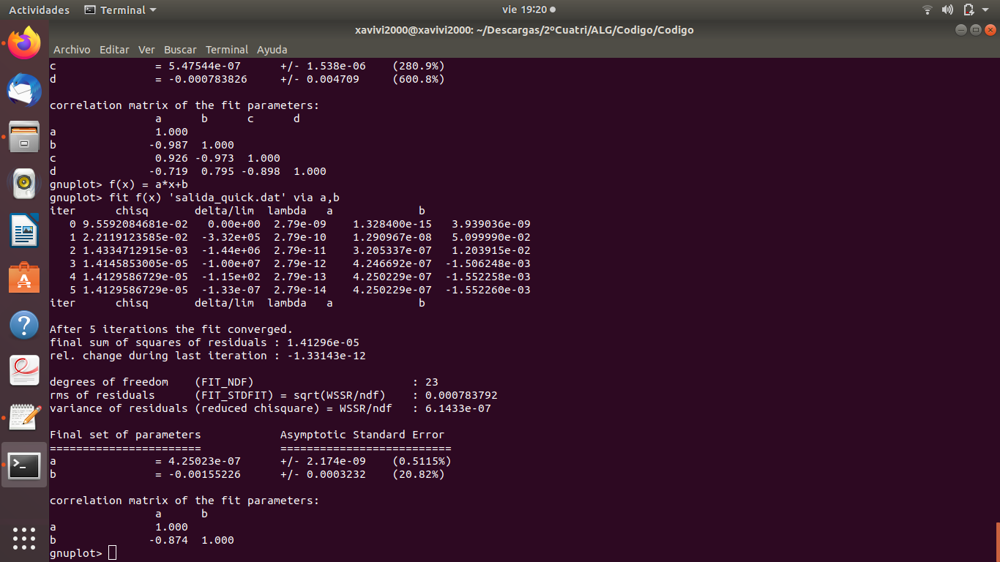 Actividades Terminal vie 19:20
xavivi2000@xavivi2000: ~/Descargas/2ºCuatri/ALG/Codigo/Codigo
Archivo Editar Ver Buscar Terminal Ayuda
c = 5.47544e-07 +/- 1.538e-06 (280.9%)
d = -0.000783826 +/- 0.004709 (600.8%)
correlation matrix of the fit parameters:
a b c d
a 1.000
b -0.987 1.000
c 0.926 -0.973 1.000
d -0.719 0.795 -0.898 1.000
gnuplot> f(x) = a*x+b
gnuplot> fit f(x) 'salida_quick.dat' via a,b
iter chisq delta/lim lambda a b
0 9.5592084681e-02 0.00e+00 2.79e-09 1.328400e-15 3.939036e-09
1 2.2119123585e-02 -3.32e+05 2.79e-10 1.290967e-08 5.099990e-02
2 1.4334712915e-03 -1.44e+06 2.79e-11 3.205337e-07 1.203915e-02
3 1.4145853005e-05 -1.00e+07 2.79e-12 4.246692e-07 -1.506248e-03
4 1.4129586729e-05 -1.15e+02 2.79e-13 4.250229e-07 -1.552258e-03
5 1.4129586729e-05 -1.33e-07 2.79e-14 4.250229e-07 -1.552260e-03
iter chisq delta/lim lambda a b
After 5 iterations the fit converged.
final sum of squares of residuals : 1.41296e-05
rel. change during last iteration : -1.33143e-12
degrees of freedom (FIT_NDF) : 23
rms of residuals (FIT_STDFIT) = sqrt(WSSR/ndf) : 0.000783792
variance of residuals (reduced chisquare) = WSSR/ndf : 6.1433e-07
Final set of parameters Asymptotic Standard Error
======================= ==========================
a = 4.25023e-07 +/- 2.174e-09 (0.5115%)
b = -0.00155226 +/- 0.0003232 (20.82%)
correlation matrix of the fit parameters:
a b
a 1.000
b -0.874 1.000
gnuplot>